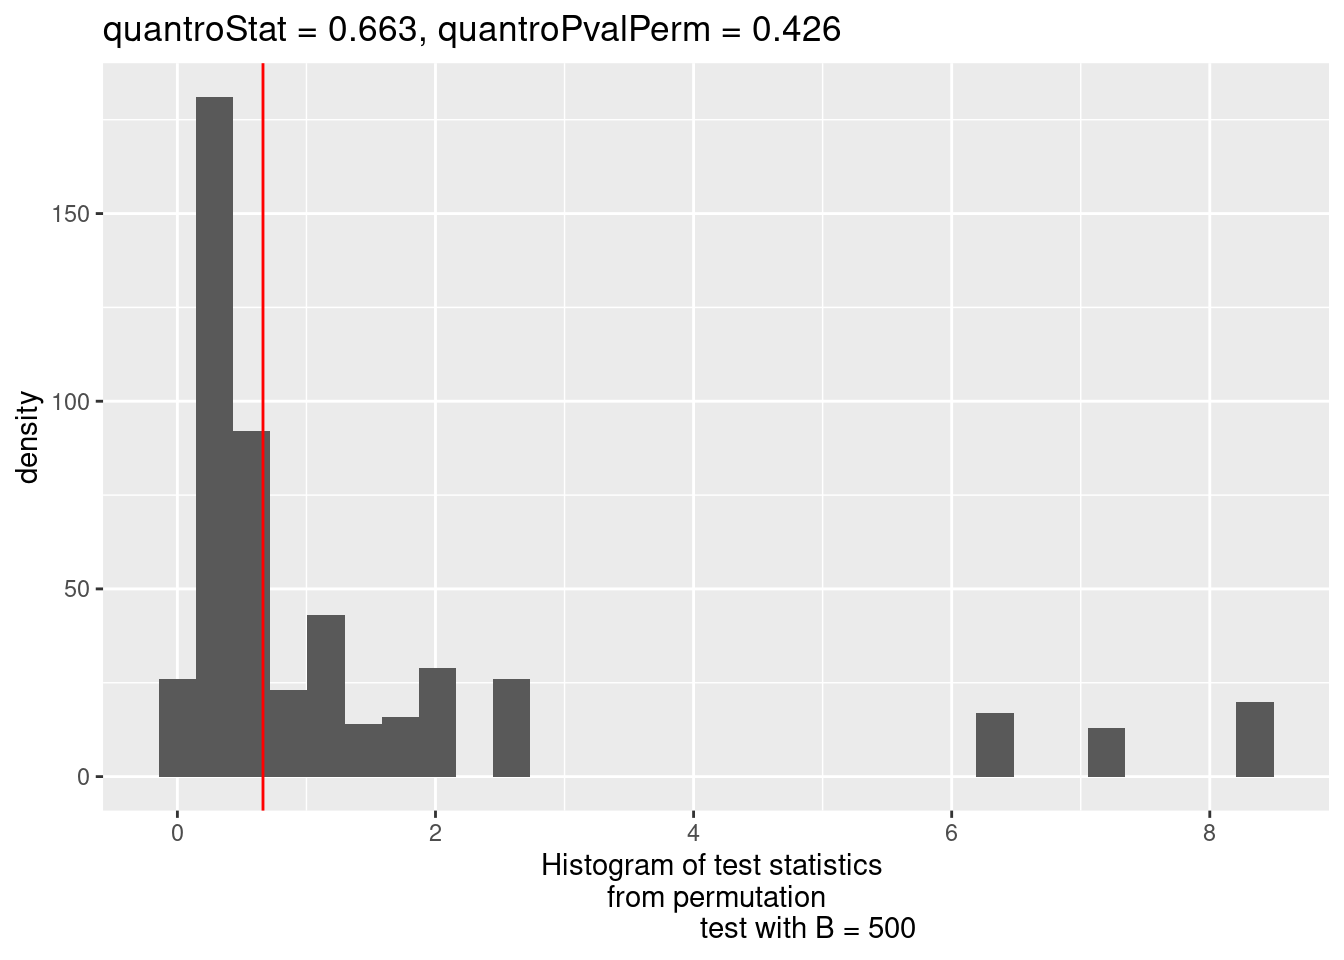 quantroStat = 0.663, quantroPvalPerm = 0.426
density
150
100
50
0
0 2 4 6 8
Histogram of test statistics
from permutation
test with B = 500